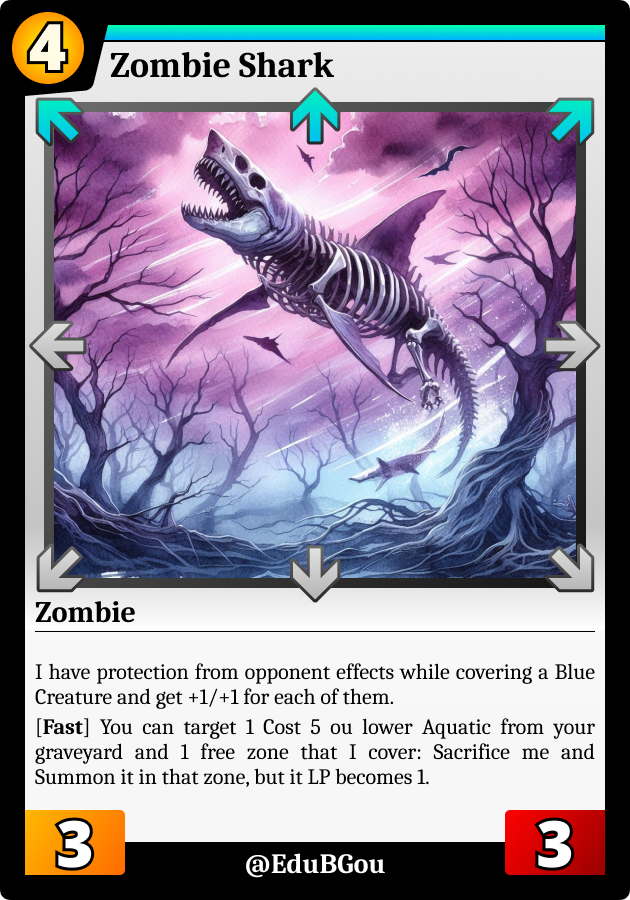 4
Zombie Shark
Zombie
I have protection from opponent effects while covering a Blue
Creature and get +1/+1 for each of them.
[Fast] You can target 1 Cost 5 ou lower Aquatic from your
graveyard and 1 free zone that I cover: Sacrifice me and
Summon it in that zone, but it LP becomes 1.
3
@EduBGou
3